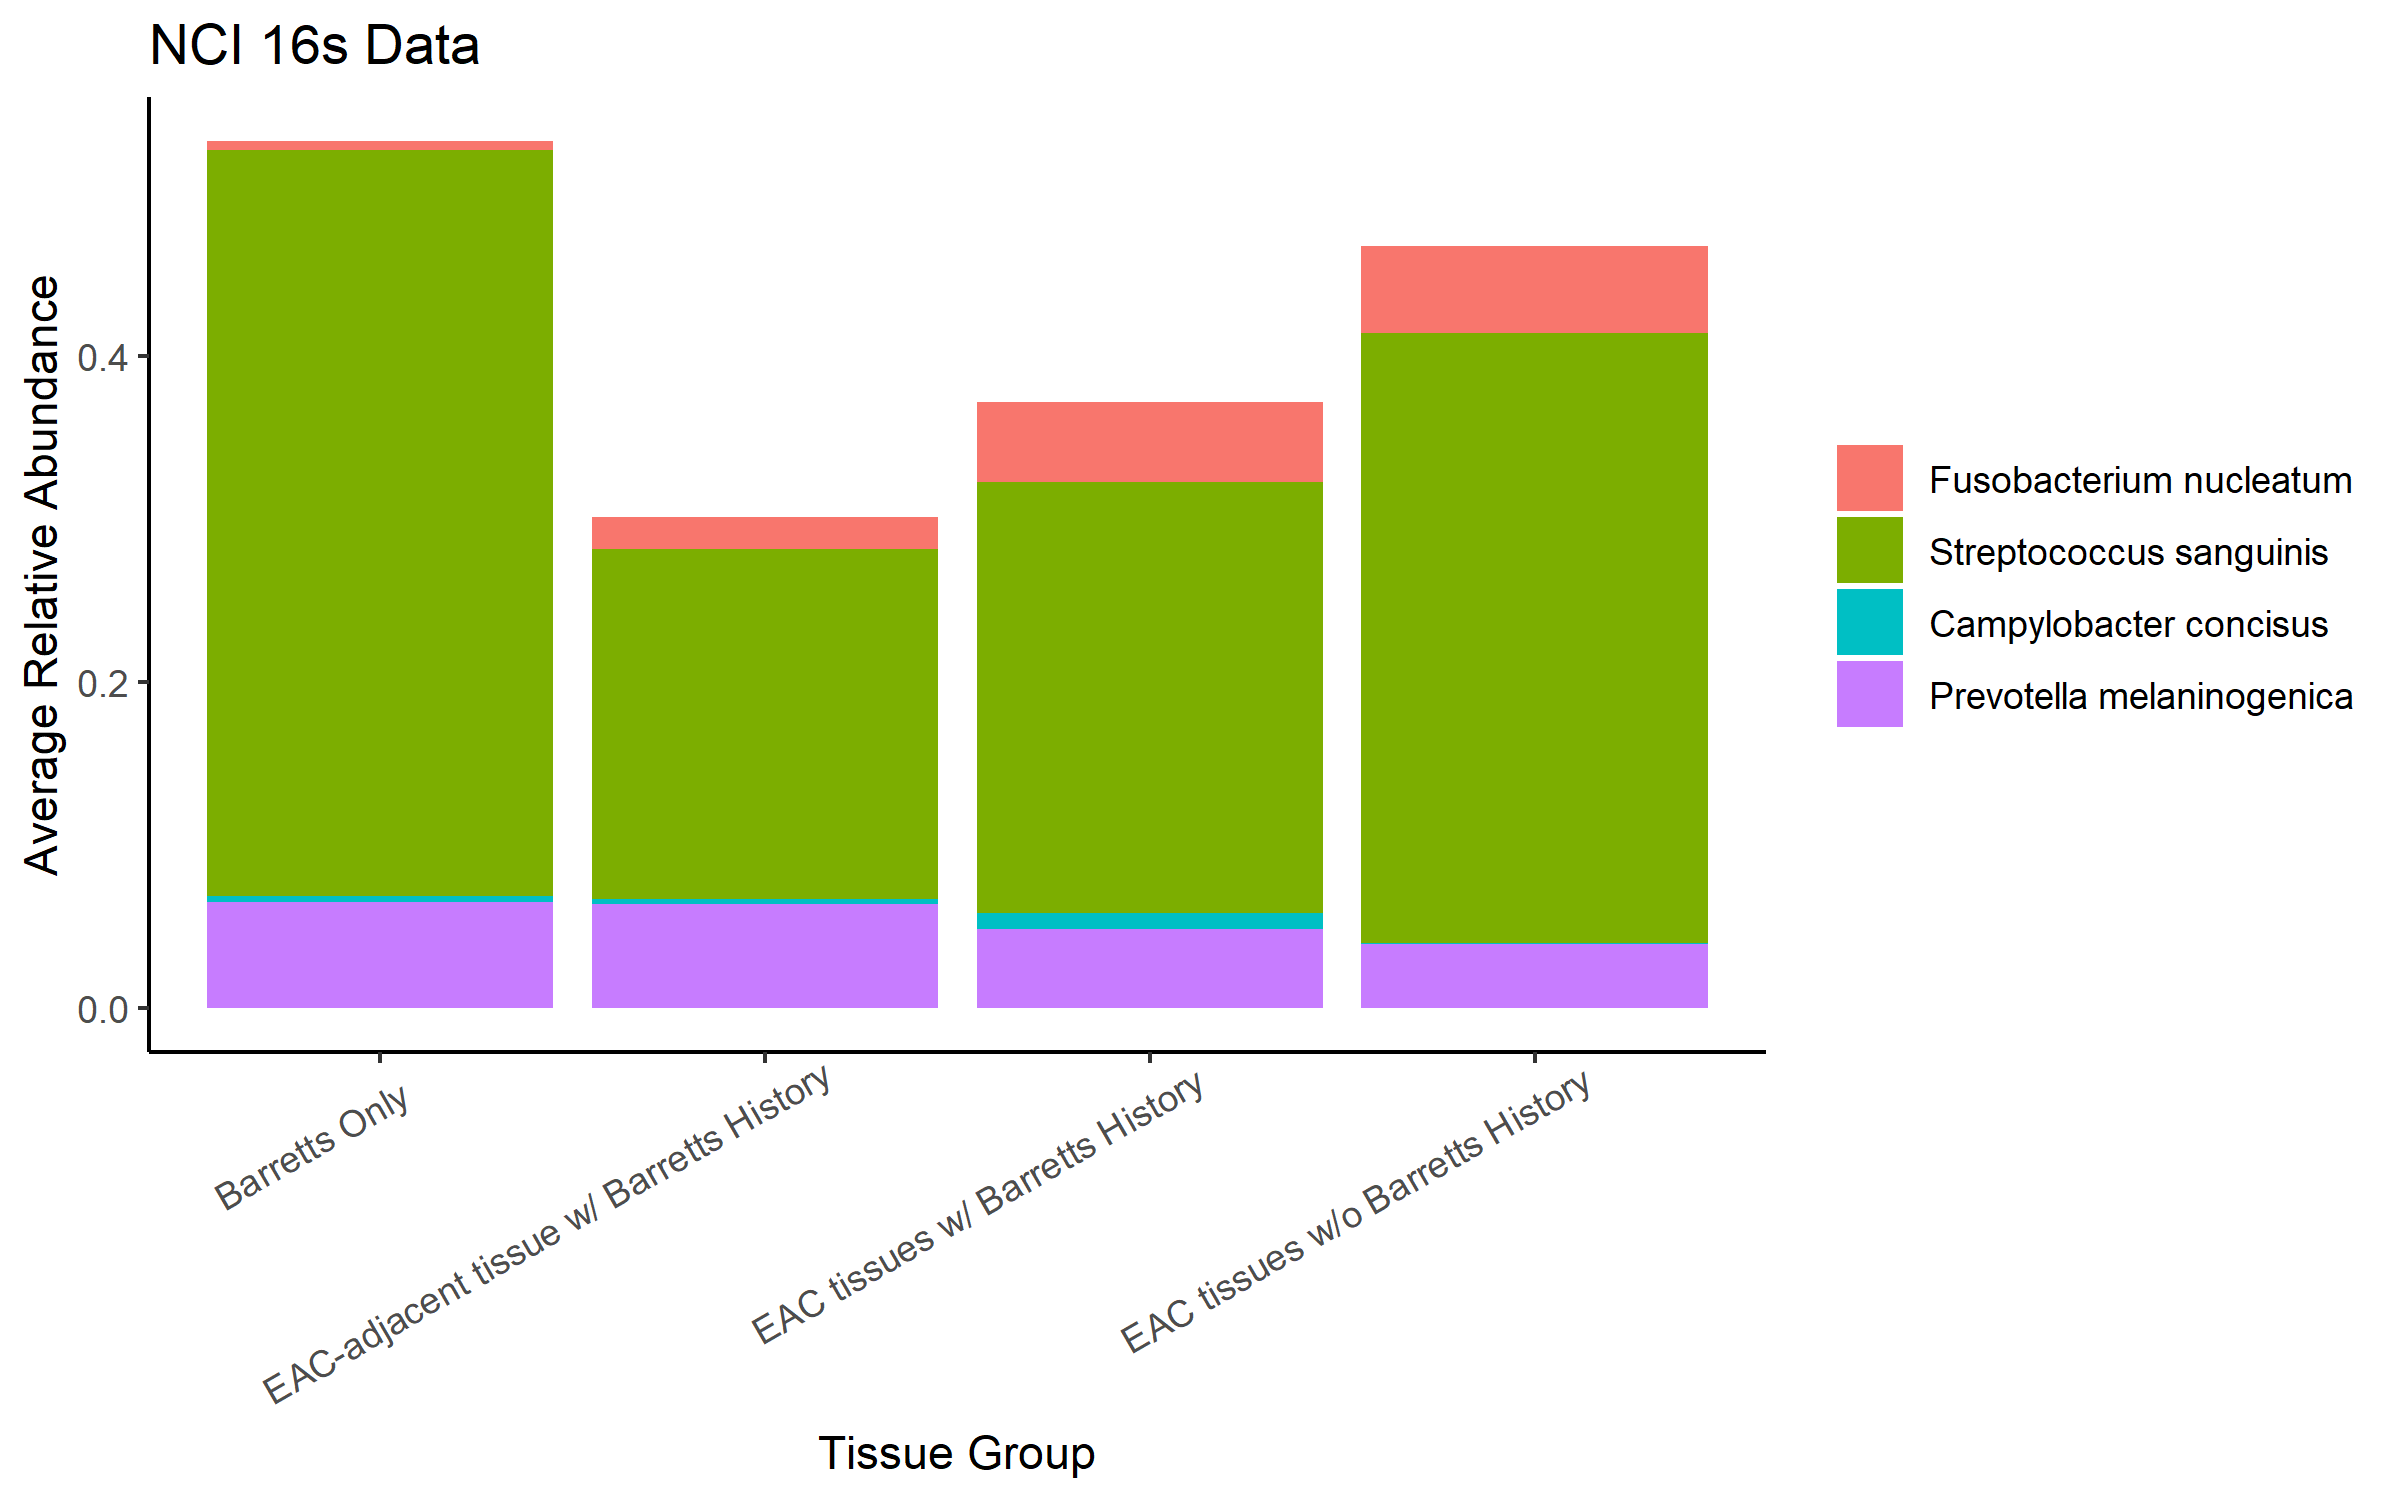 NCI 16s Data
Average Relative Abundance
0.4
0.2
0.0
Fusobacterium nucleatum
Streptococcus sanguinis
Campylobacter concisus
Prevotella melaninogenica
Barretts Only
EAC-adjacent tissue w/ Barretts History
EAC tissues w/ Barretts History
EAC tissues w/o Barretts History
Tissue Group